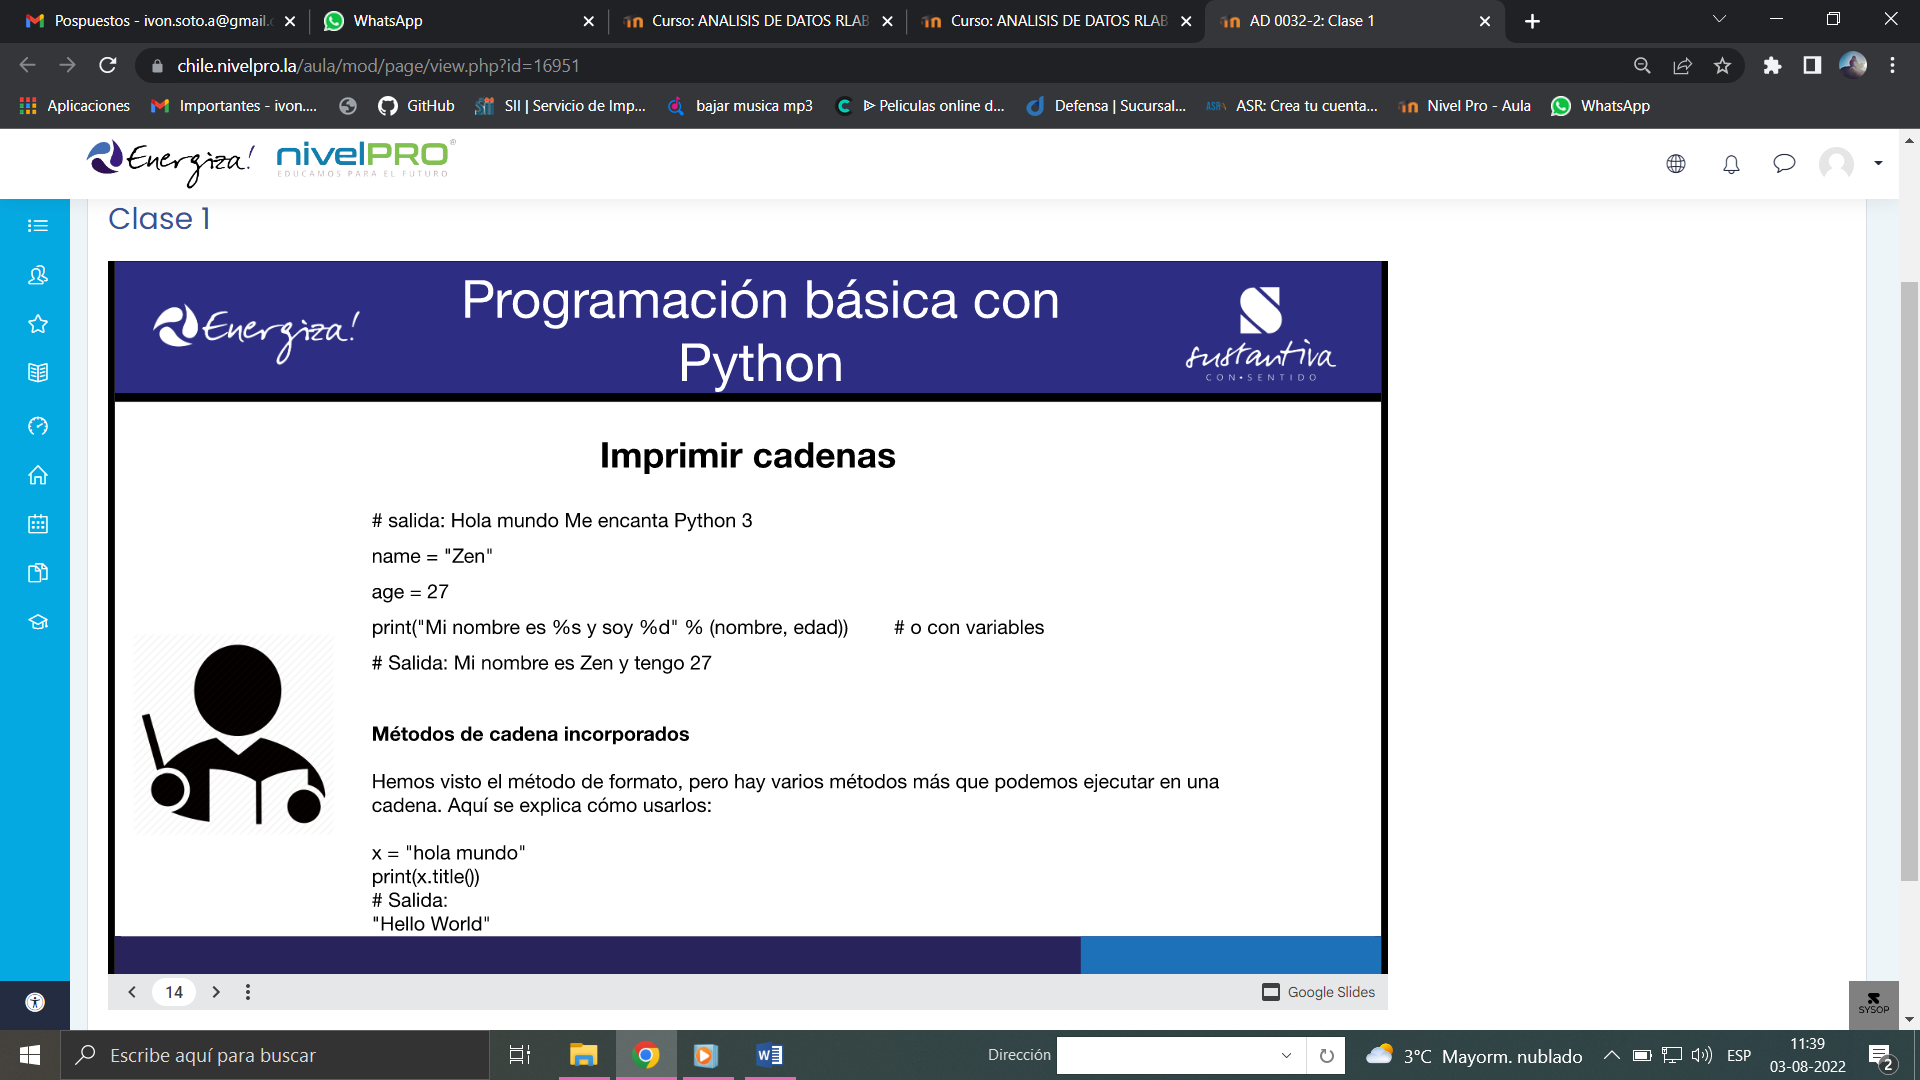 Pospuestos - ivon.soto.a@gmail.c
WhatsApp
Curso: ANALISIS DE DATOS RLAB
Curso: ANALISIS DE DATOS RLAB
AD 0032-2: Clase 1
chile.nivelpro.la/aula/mod/page/view.php?id=16951
Aplicaciones
Importantes - ivon....
GitHub
SII | Servicio de Imp...
bajar musica mp3
Peliculas online d...
Defensa | Sucursal...
ASR: Crea tu cuenta...
Nivel Pro - Aula
WhatsApp
Energiza!
nivelPRO®
EDUCAMOS PARA EL FUTURO
Clase 1
Energiza!
Programación básica con
Python
sustantiva
CON•SENTIDO
Imprimir cadenas
# salida: Hola mundo Me encanta Python 3
name = "Zen"
age = 27
print("Mi nombre es %s y soy %d" % (nombre, edad)) # o con variables
# Salida: Mi nombre es Zen y tengo 27
Métodos de cadena incorporados
Hemos visto el método de formato, pero hay varios métodos más que podemos ejecutar en una
cadena. Aquí se explica cómo usarlos:
x = "hola mundo"
print(x.title())
# Salida:
"Hello World"
14
Google Slides
SYSOP
Escribe aquí para buscar
Dirección
3°C Mayorm. nublado
ESP
11:39
03-08-2022
2